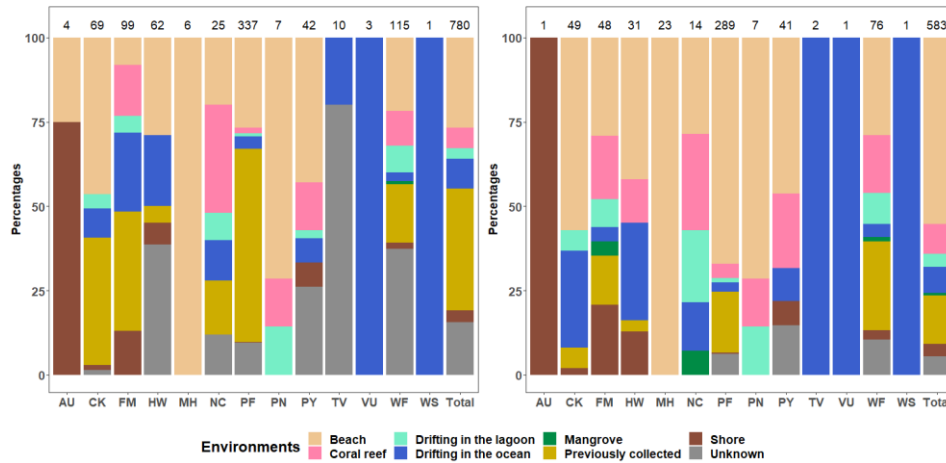 4 69 99 62 6 25 337 7 42 10 3 115 1 780
100
75
50
25
0
Percentages
AU CK FM HW MH NC PF PN PY TV VU WF WS Total
1 49 48 31 23 14 289 7 41 2 1 76 1 583
100
75
50
25
0
Percentages
AU CK FM HW MH NC PF PN PY TV VU WF WS Total
Environments
Beach Drifting in the lagoon Mangrove Shore
Coral reef Drifting in the ocean Previously collected Unknown